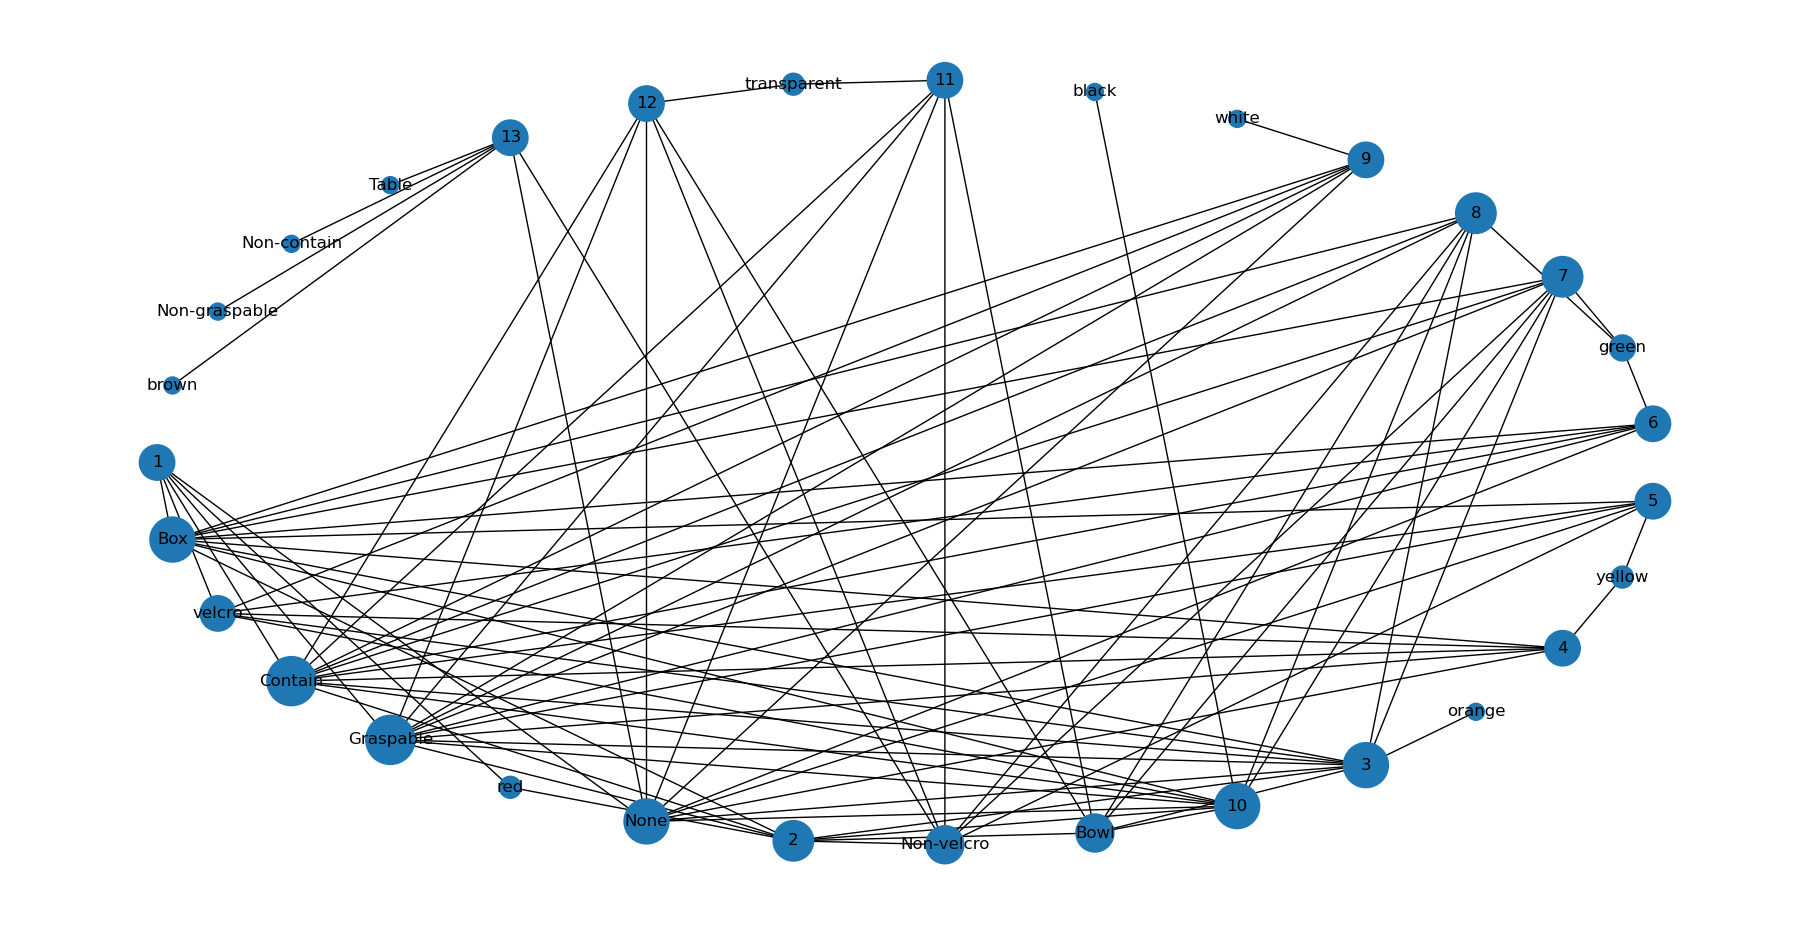 transparent
11
black
12
white
13
9
Table
8
Non-contain
7
Non-graspable
green
brown
6
1
5
Box
yellow
velcro
4
Contain
orange
Graspable
3
red
10
None
Bowl
2
Non-velcro